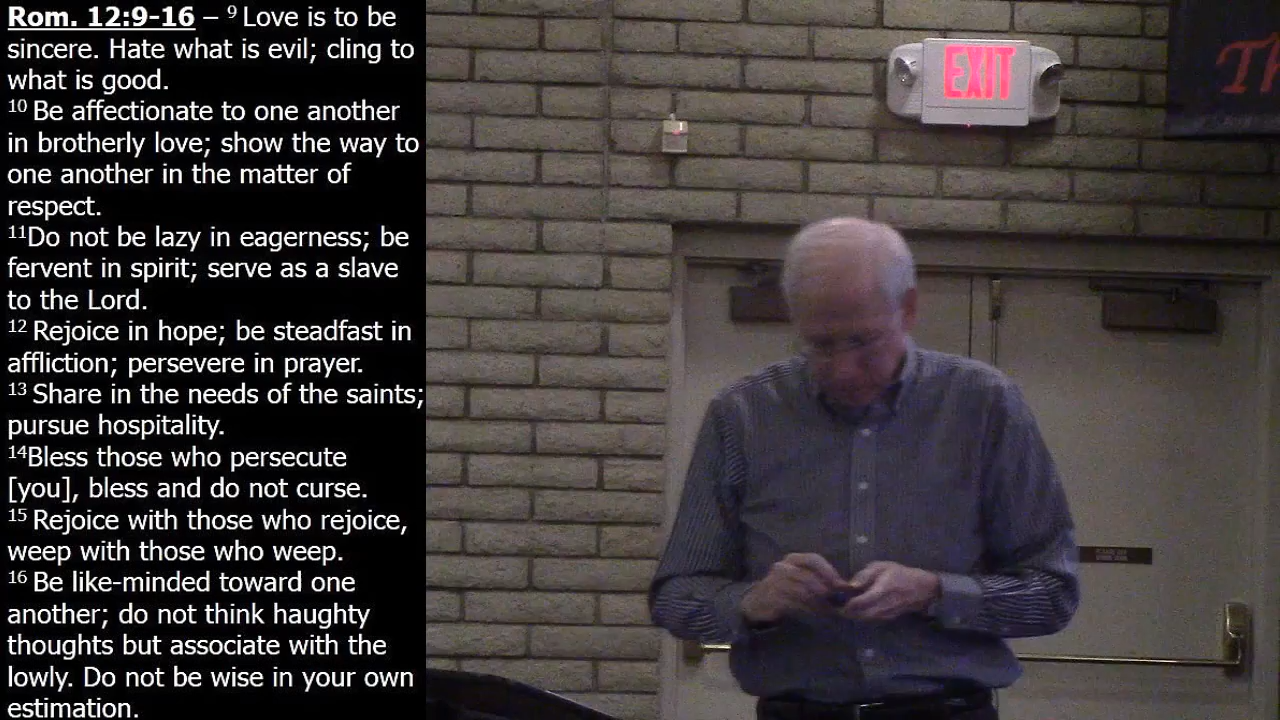 Rom. 12:9-16 – 9 Love is to be
sincere. Hate what is evil; cling to
what is good.
10 Be affectionate to one another
in brotherly love; show the way to
one another in the matter of
respect.
11Do not be lazy in eagerness; be
fervent in spirit; serve as a slave
to the Lord.
12 Rejoice in hope; be steadfast in
affliction; persevere in prayer.
13 Share in the needs of the saints;
pursue hospitality.
14Bless those who persecute
[you], bless and do not curse.
15 Rejoice with those who rejoice,
weep with those who weep.
16 Be like-minded toward one
another; do not think haughty
thoughts but associate with the
lowly. Do not be wise in your own
estimation.
EXIT